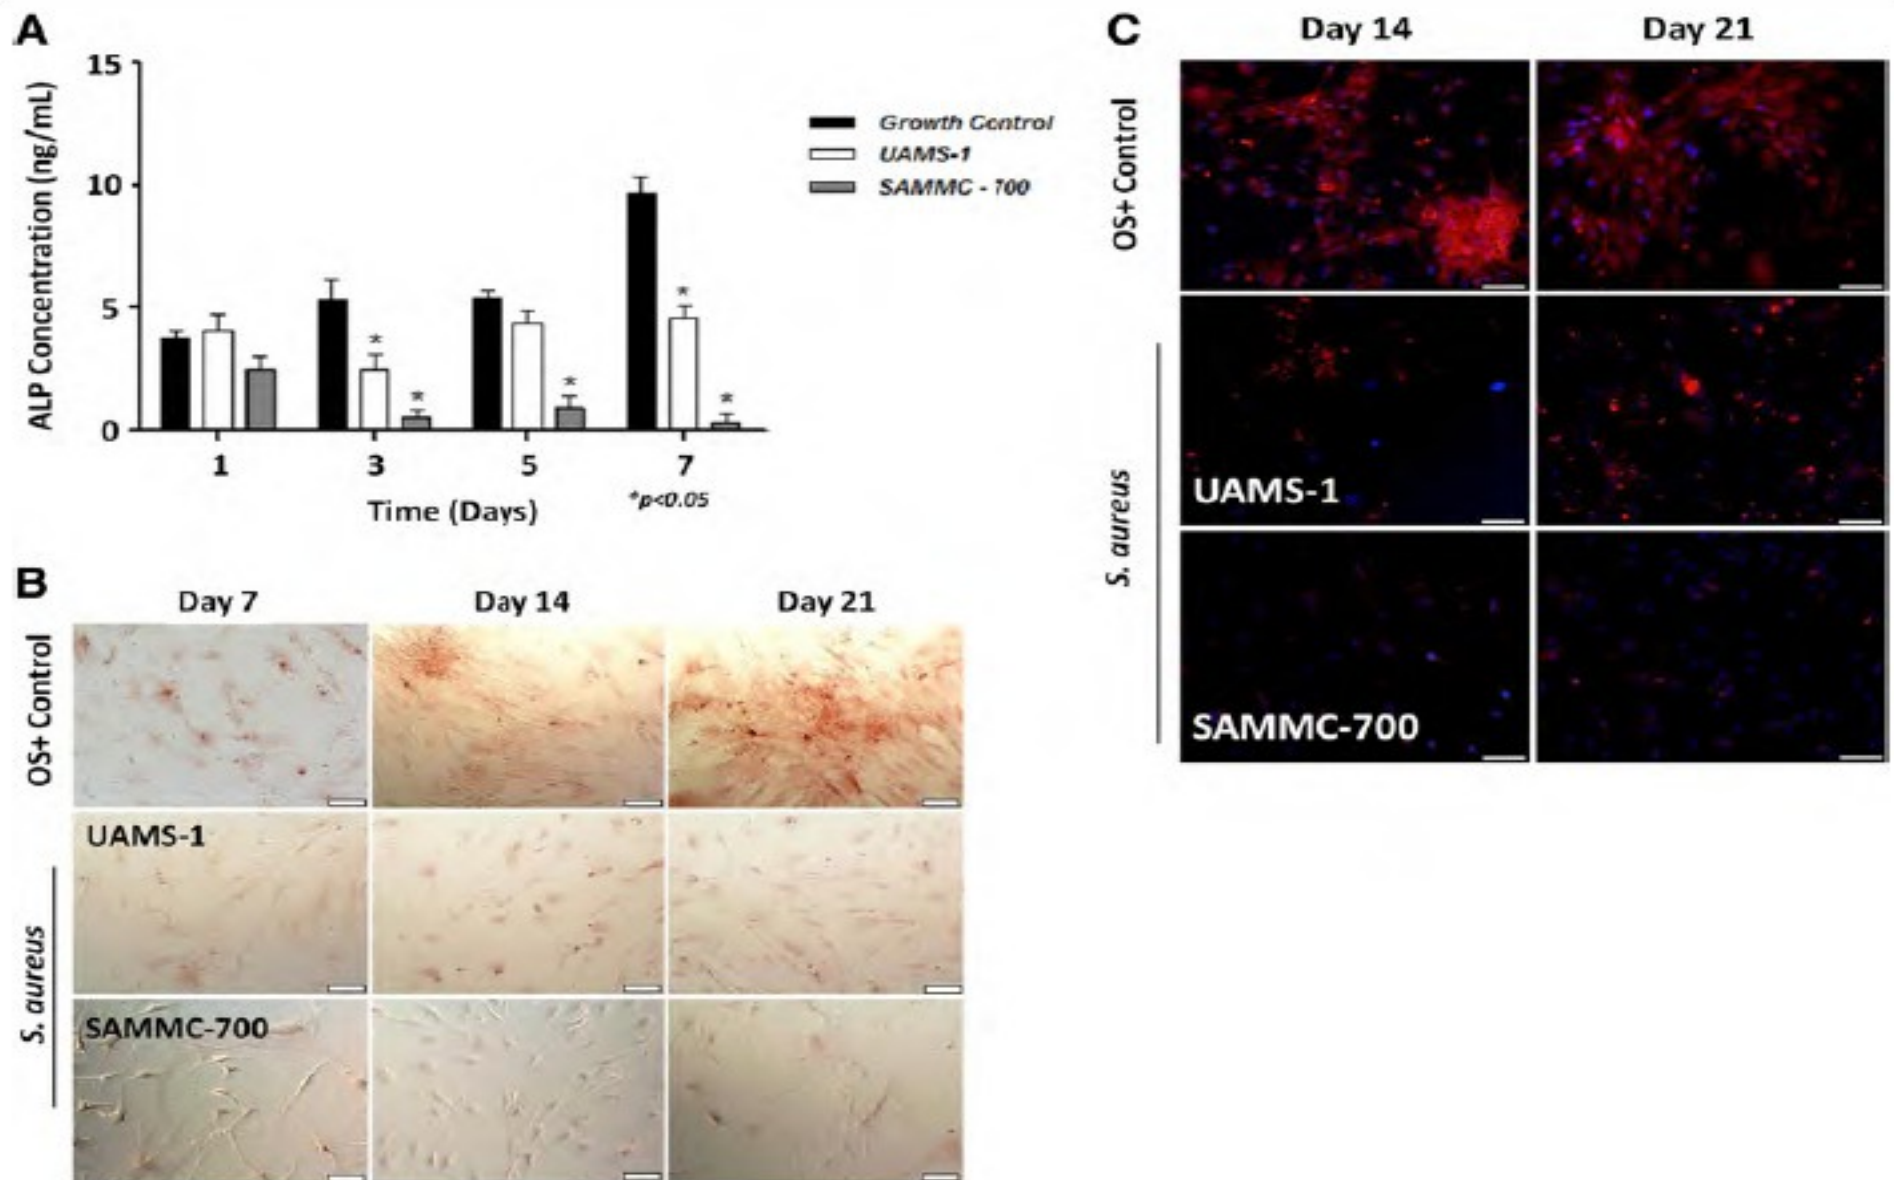 A
15
10
5
0
ALP Concentration (ng/mL)
Growth Control
UAMS-1
SAMMC - 700
*
*
*
*
*
1 3 5 7
Time (Days)
*p<0.05
B
Day 7 Day 14 Day 21
OS+ Control
UAMS-1
SAMMC-700
S. aureus
C
Day 14 Day 21
OS+ Control
UAMS-1
SAMMC-700
S. aureus